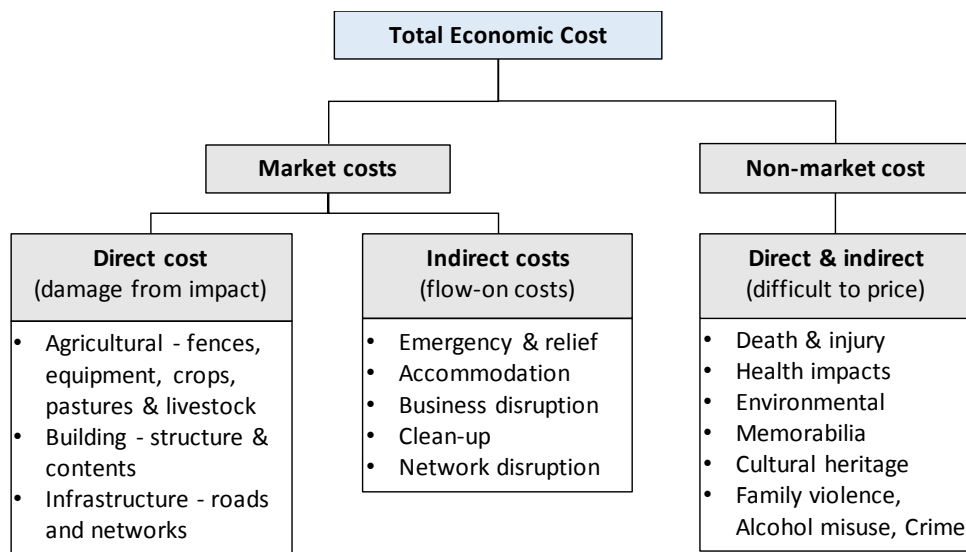 Total Economic Cost
Market costs
Non-market cost
Direct cost
(damage from impact)
• Agricultural - fences,
equipment, crops,
pastures & livestock
• Building - structure &
contents
• Infrastructure - roads
and networks
Indirect costs
(flow-on costs)
• Emergency & relief
• Accommodation
• Business disruption
• Clean-up
• Network disruption
Direct & indirect
(difficult to price)
• Death & injury
• Health impacts
• Environmental
• Memorabilia
• Cultural heritage
• Family violence,
Alcohol misuse, Crime